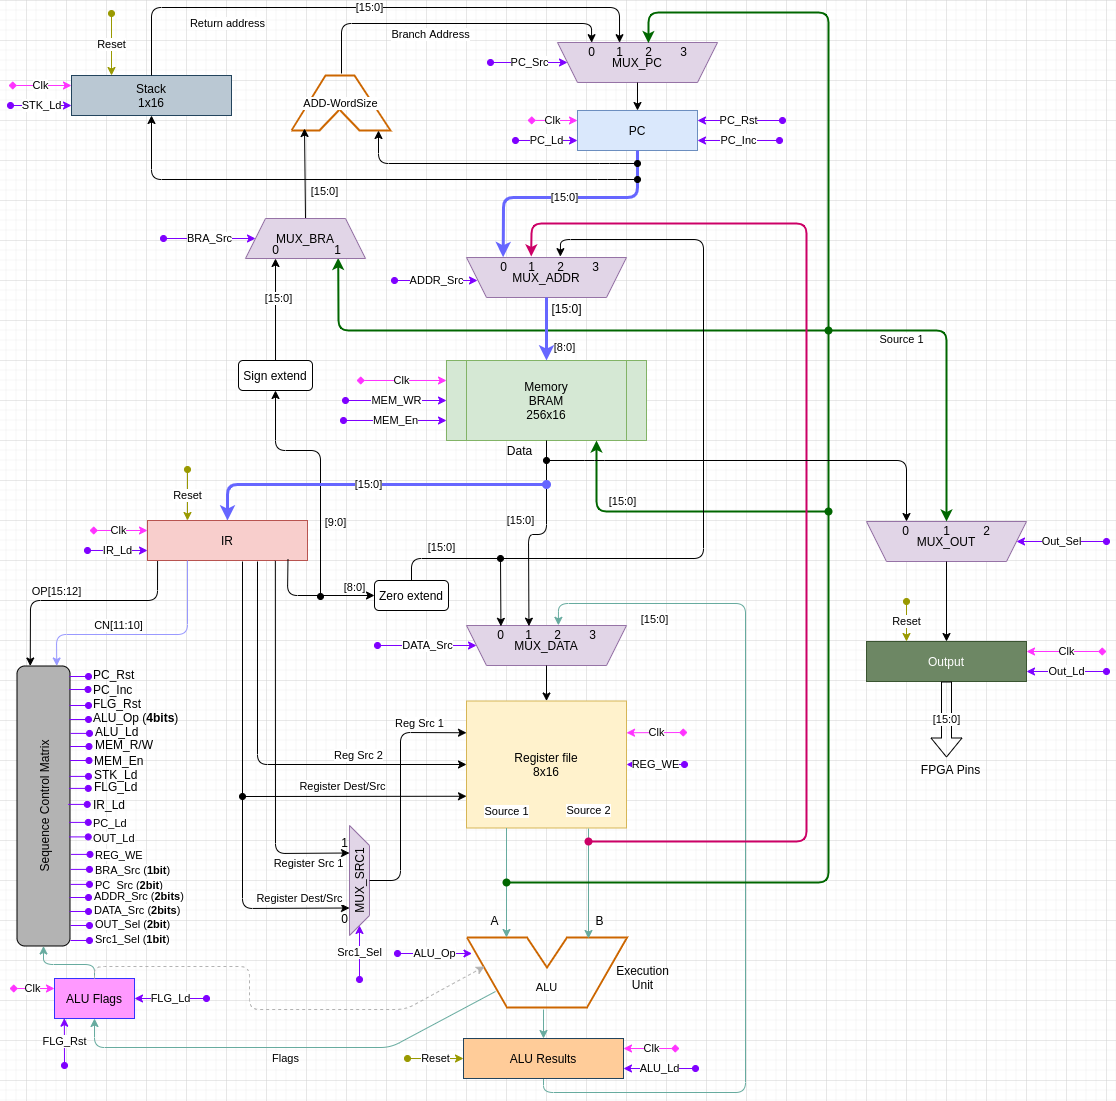 [15:0]
Return address
Branch Address
Reset
0 1 2 3
MUX_PC
PC_Src
Clk
STK_Ld
Stack
1x16
ADD-WordSize
Clk
PC_Ld
PC
PC_Rst
PC_Inc
[15:0]
[15:0]
BRA_Src
MUX_BRA
0 1
0 1 2 3
MUX_ADDR
ADDR_Src
[15:0]
[15:0]
Source 1
[8:0]
Sign extend
Clk
MEM_WR
MEM_En
Memory
BRAM
256x16
Data
[15:0]
Reset
[15:0]
[15:0]
[9:0]
Clk
IR_Ld
IR
0 1 2
MUX_OUT
Out_Sel
[15:0]
OP[15:12]
[8:0]
Zero extend
CN[11:10]
[15:0]
Reset
0 1 2 3
MUX_DATA
DATA_Src
Output
Clk
Out_Ld
[15:0]
FPGA Pins
Sequence Control Matrix
PC_Rst
PC_Inc
FLG_Rst
ALU_Op (4bits)
ALU_Ld
MEM_R/W
MEM_En
STK_Ld
FLG_Ld
IR_Ld
PC_Ld
OUT_Ld
REG_WE
BRA_Src (1bit)
PC_Src (2bit)
ADDR_Src (2bits)
DATA_Src (2bits)
OUT_Sel (2bit)
Src1_Sel (1bit)
Reg Src 1
Reg Src 2
Register Dest/Src
Register file
8x16
Clk
REG_WE
Source 1
Source 2
1
Register Src 1
MUX_SRC1
Register Dest/Src
0
Src1_Sel
A
B
ALU_Op
ALU
Execution
Unit
Clk
ALU Flags
FLG_Ld
FLG_Rst
Flags
Reset
ALU Results
Clk
ALU_Ld